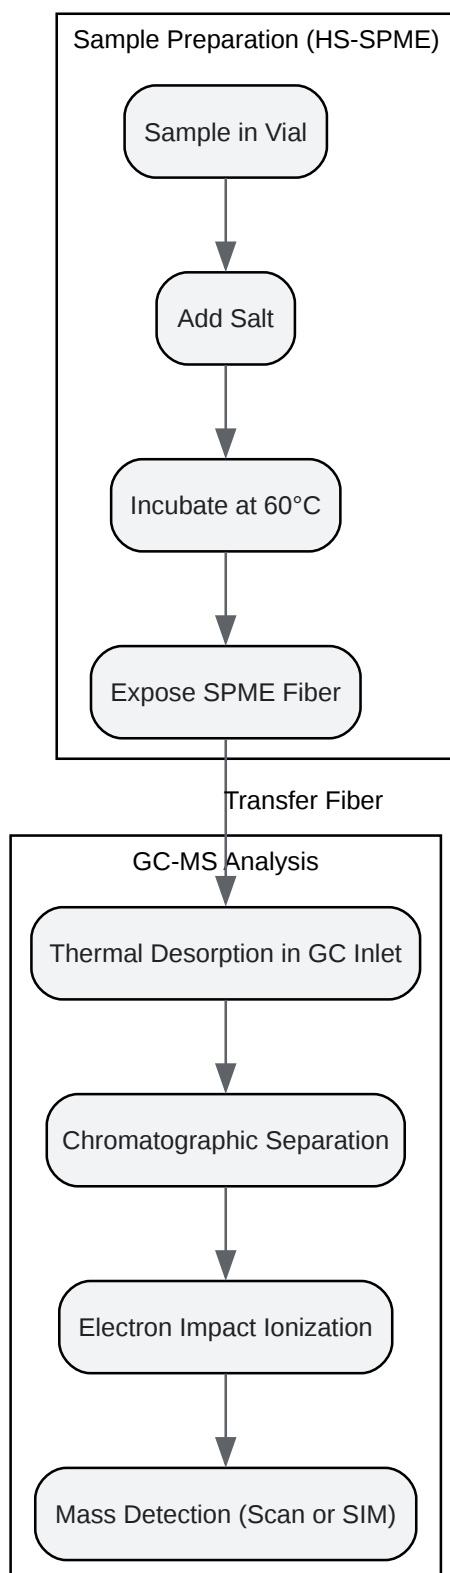 Sample Preparation (HS-SPME)
Sample in Vial
Add Salt
Incubate at 60°C
Expose SPME Fiber
Transfer Fiber
GC-MS Analysis
Thermal Desorption in GC Inlet
Chromatographic Separation
Electron Impact Ionization
Mass Detection (Scan or SIM)